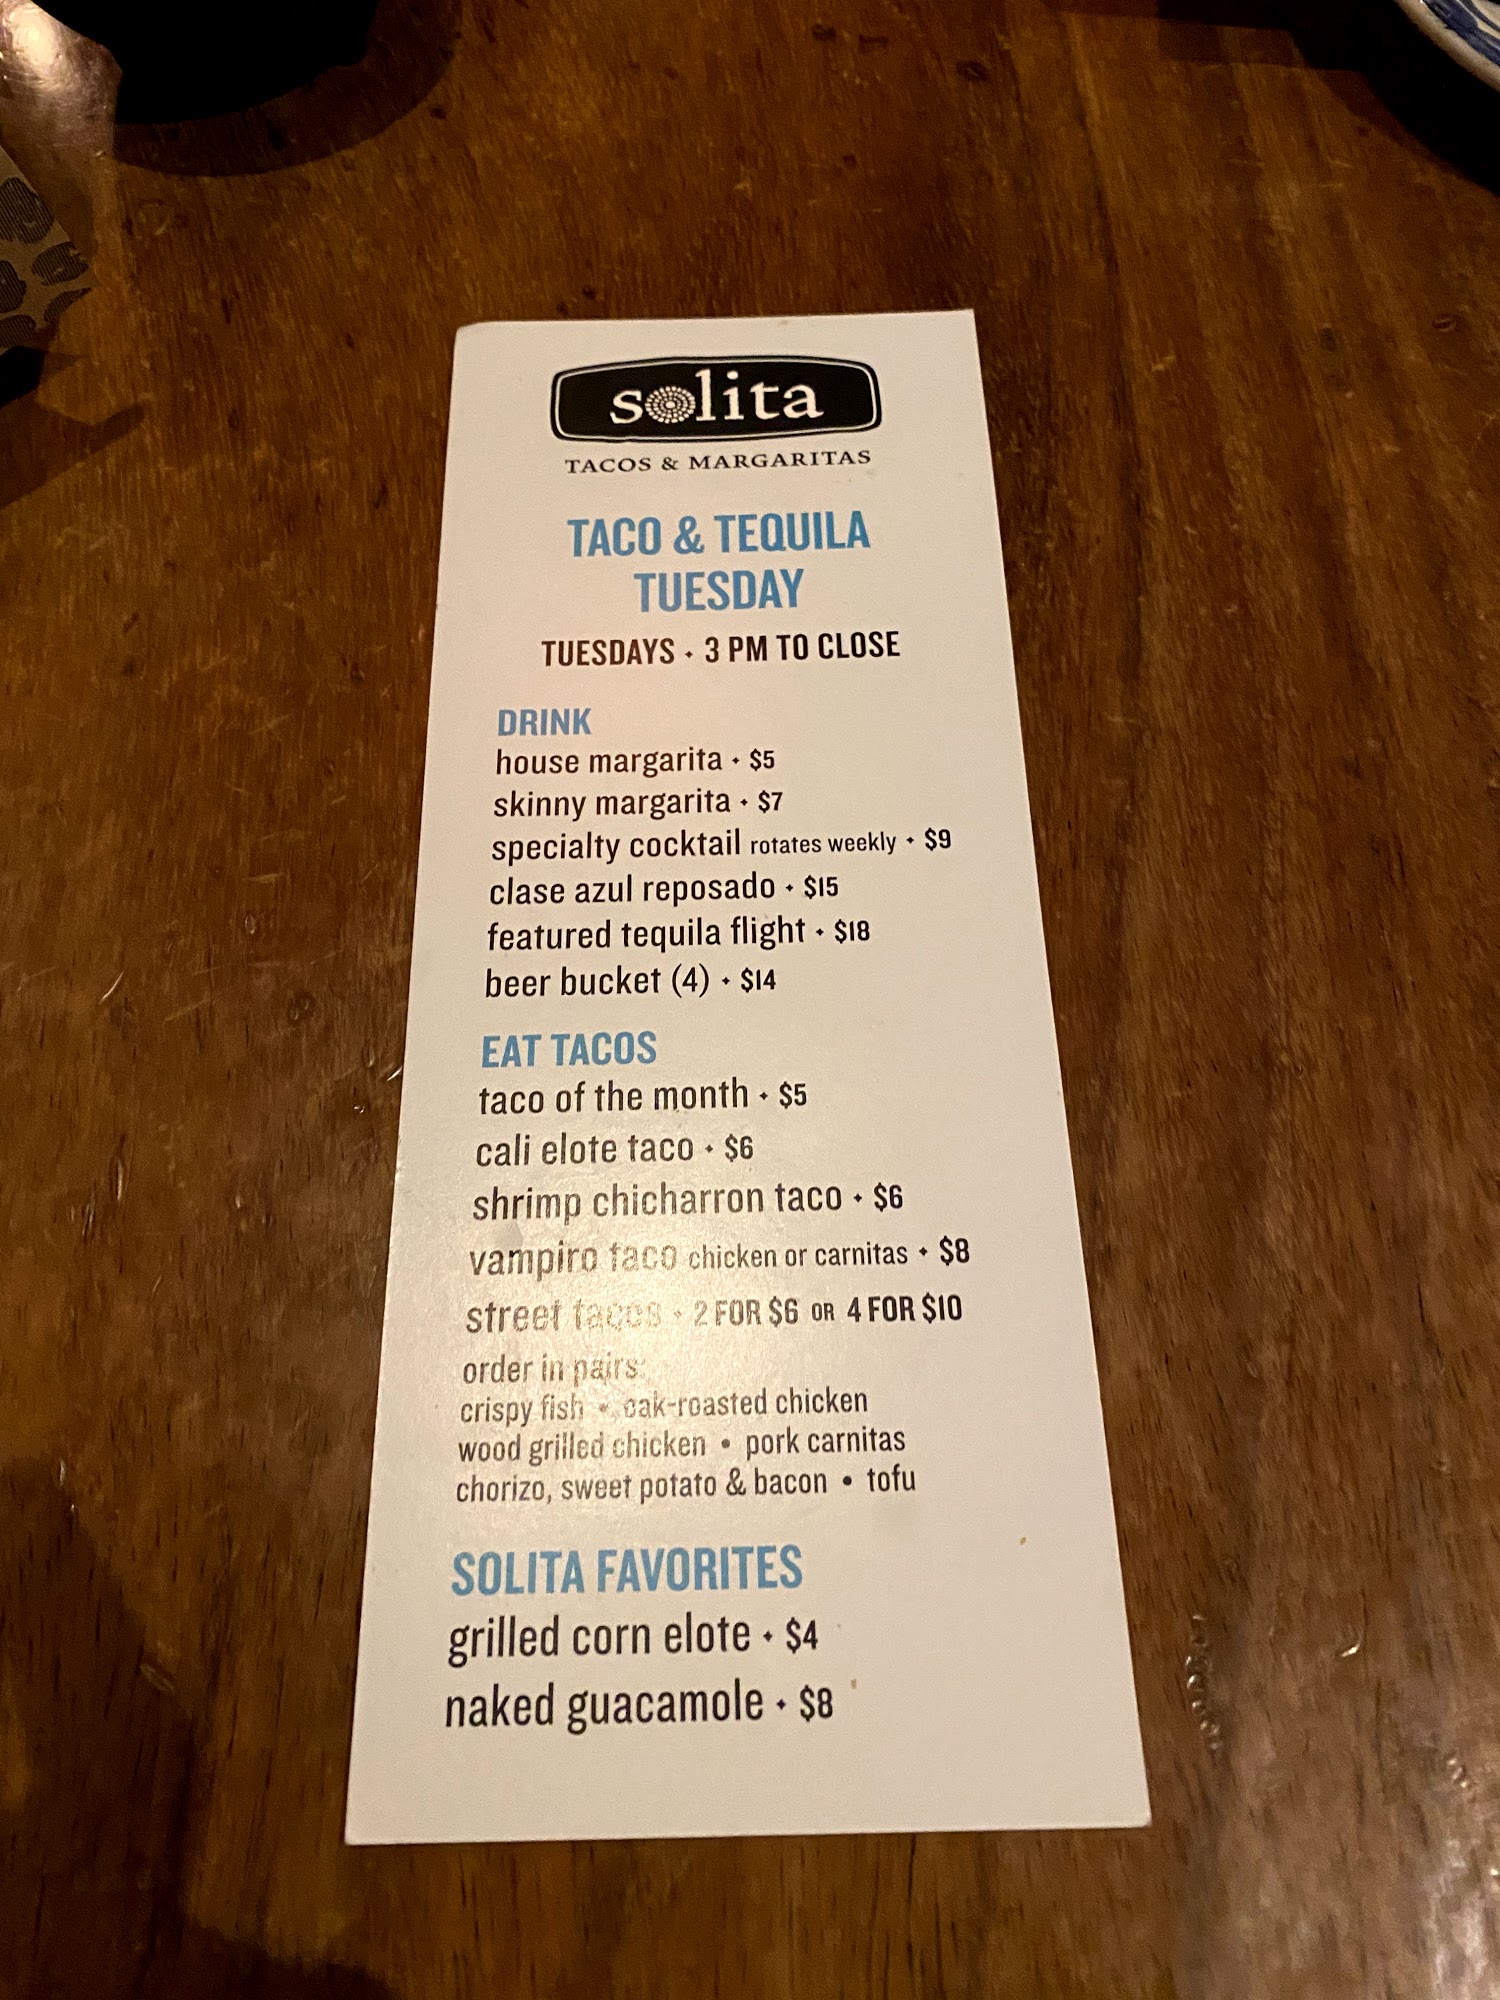 solita
TACOS & MARGARITAS
TACO & TEQUILA
TUESDAY
TUESDAYS • 3 PM TO CLOSE
DRINK
house margarita • $5
skinny margarita • $7
specialty cocktail rotates weekly • $9
clase azul reposado • $15
featured tequila flight • $18
beer bucket (4) • $14
EAT TACOS
taco of the month • $5
cali elote taco • $6
shrimp chicharron taco • $6
vampiro taco chicken or carnitas • $8
street tacos • 2 FOR $6 OR 4 FOR $10
order in pairs:
crispy fish • oak-roasted chicken
wood grilled chicken • pork carnitas
chorizo, sweet potato & bacon • tofu
SOLITA FAVORITES
grilled corn elote • $4
naked guacamole • $8